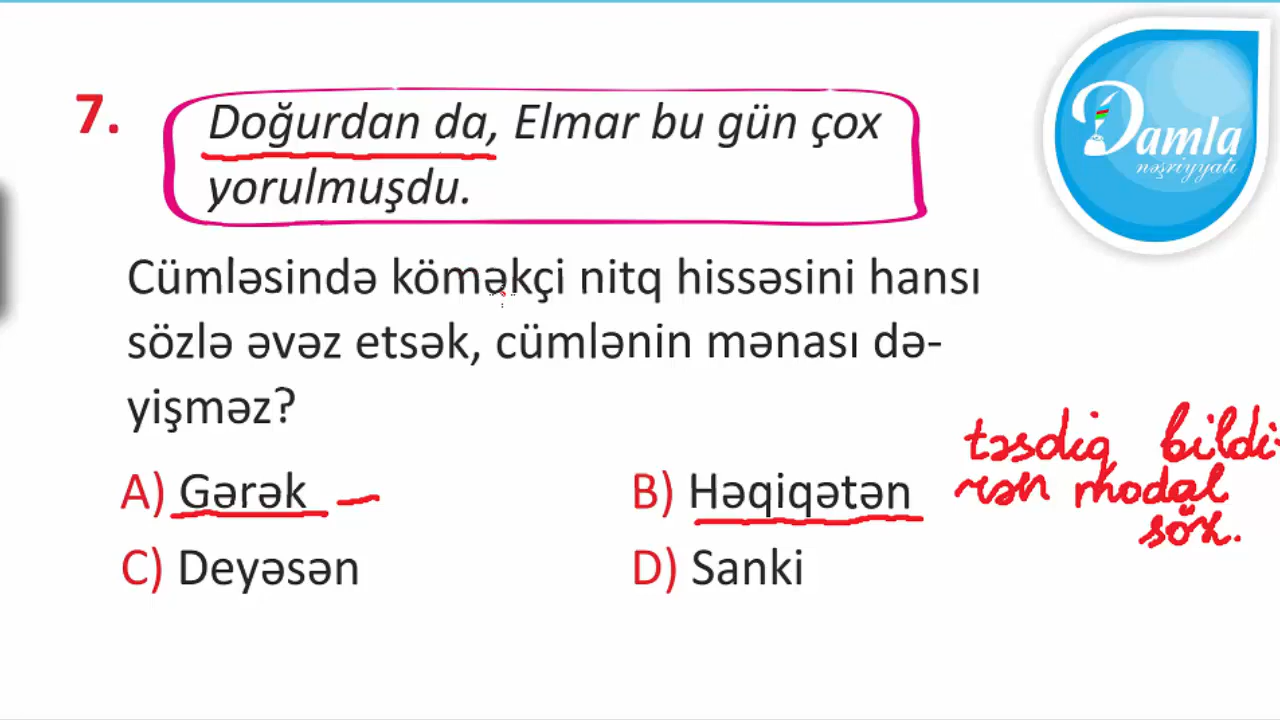 7.
Doğurdan da, Elmar bu gün çox
yorulmuşdu.
Damla
nəşriyyatı
Cümləsində köməkçi nitq hissəsini hansı
sözlə əvəz etsək, cümlənin mənası də-
yişməz?
A) Gərək
B) Həqiqətən
təsdiq bildi-
rən modal
söz.
C) Deyəsən
D) Sanki